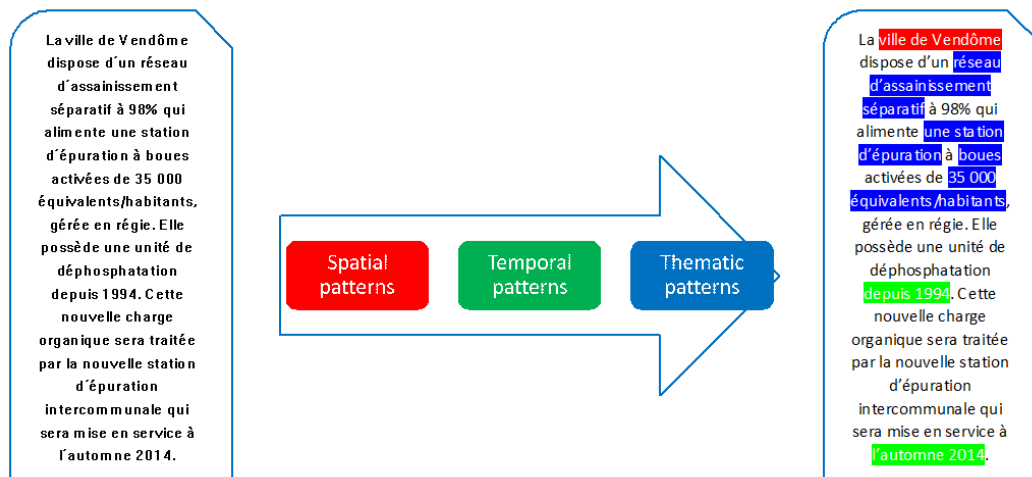 La ville de Vendôme
dispose d´un réseau
d'assainissement
séparatif à 98% qui
alimente une station
d'épuration à boues
activées de 35 000
équivalents/habitants,
gérée en régie. Elle
possède une unité de
déphosphatation
depuis 1994. Cette
nouvelle charge
organique sera traitée
par la nouvelle station
d´épuration
intercommunale qui
sera mise en service à
l´automne 2014.
Spatial
patterns
Temporal
patterns
Thematic
patterns
La ville de Vendôme
dispose d'un réseau
d'assainissement
séparatif à 98% qui
alimente une station
d'épuration à boues
activées de 35 000
équivalents/habitants,
gérée en régie. Elle
possède une unité de
déphosphatation
depuis 1994. Cette
nouvelle charge
organique sera traitée
par la nouvelle station
d'épuration
intercommunale qui
sera mise en service à
l'automne 2014.